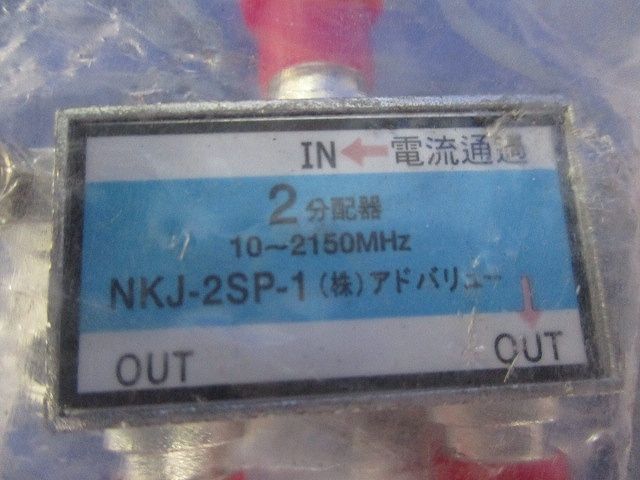 IN ← 電流通過
2分配器
10~2150MHz
NKJ-2SP-1 (株)アドバリュー
OUT OUT